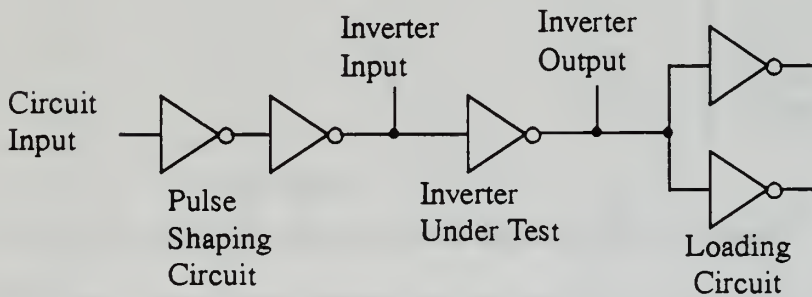 Inverter
Input
Inverter
Output
Circuit
Input
Pulse
Shaping
Circuit
Inverter
Under Test
Loading
Circuit